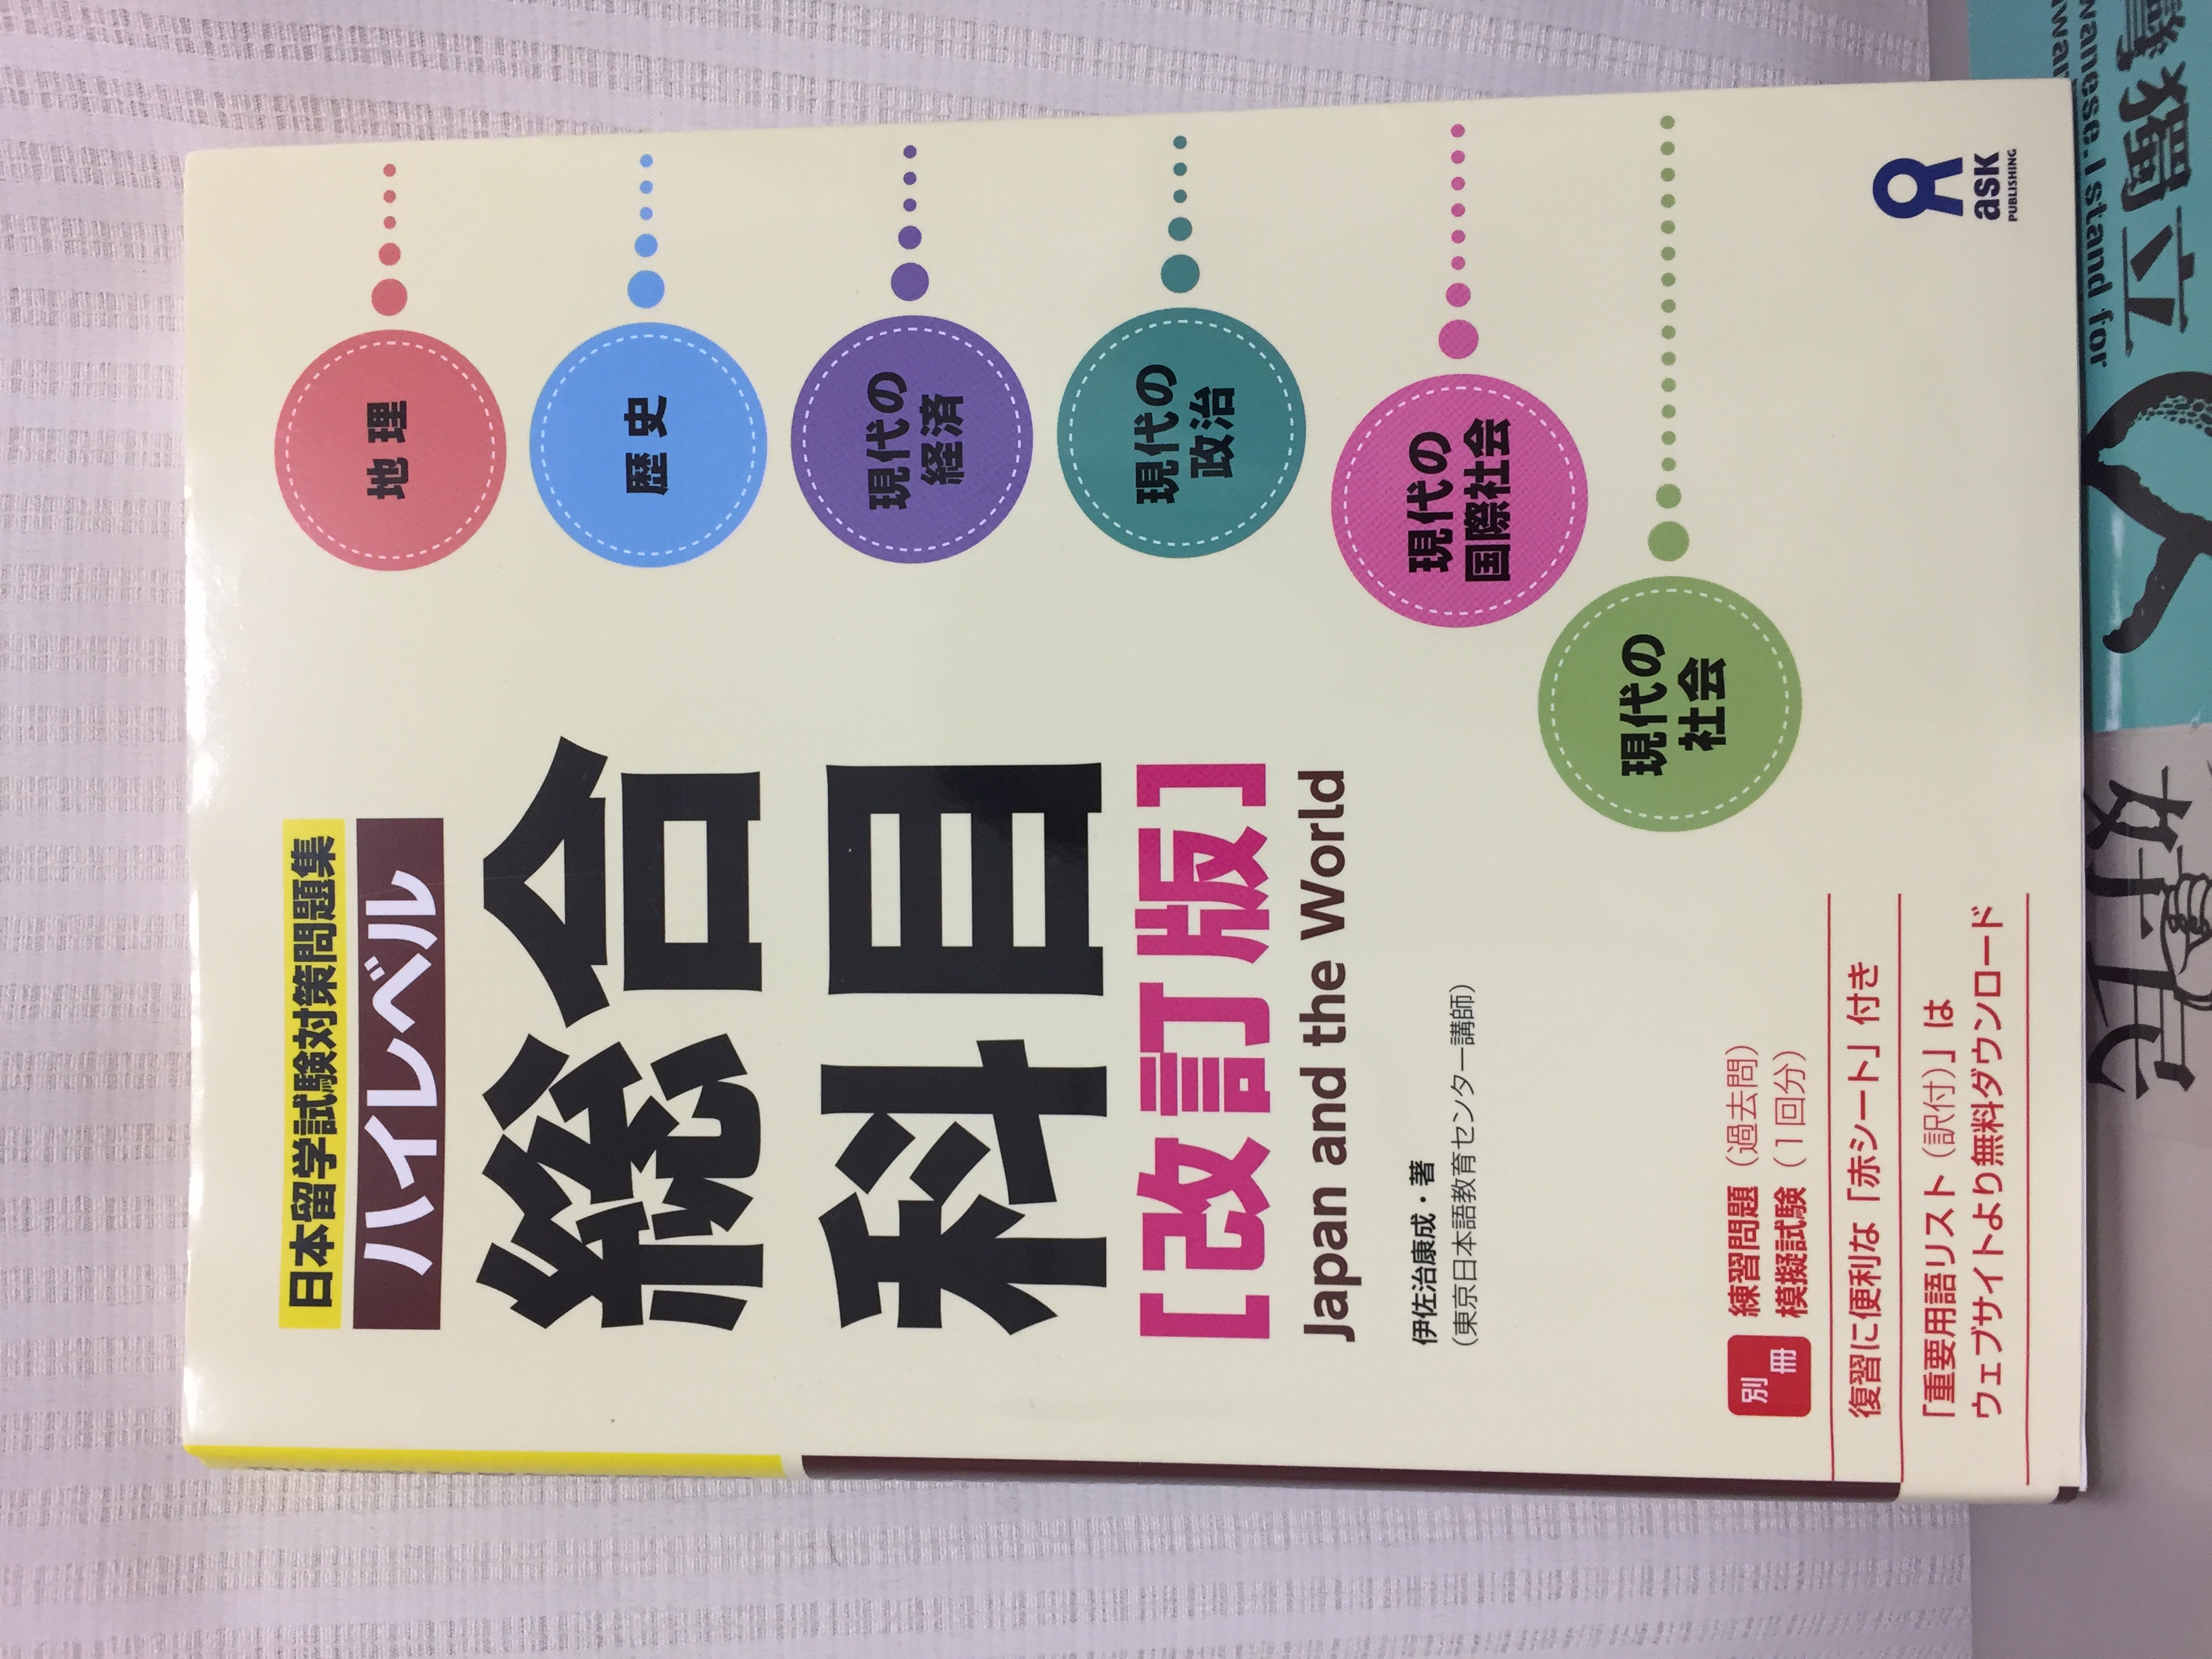 日本留学試験対策問題集
ハイレベル
総合
科目
[改訂版]
Japan and the World
伊佐治康成・著
(東京日本語教育センター講師)
地理
歴史
現代の
経済
現代の
政治
現代の
国際社会
現代の
社会
別冊
練習問題(過去問)
模擬試験(1回分)
復習に便利な「赤シート」付き
「重要用語リスト(訳付)」は
ウェブサイトより無料ダウンロード
ask
PUBLISHING
wanese. I stand for
獨立